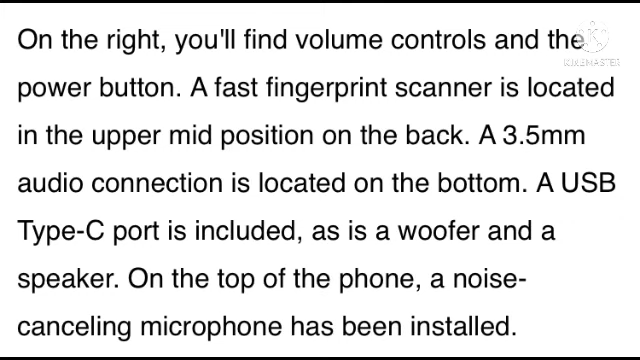 On the right, you'll find volume controls and the
power button. A fast fingerprint scanner is located
in the upper mid position on the back. A 3.5mm
audio connection is located on the bottom. A USB
Type-C port is included, as is a woofer and a
speaker. On the top of the phone, a noise-
canceling microphone has been installed.
KINEMASTER